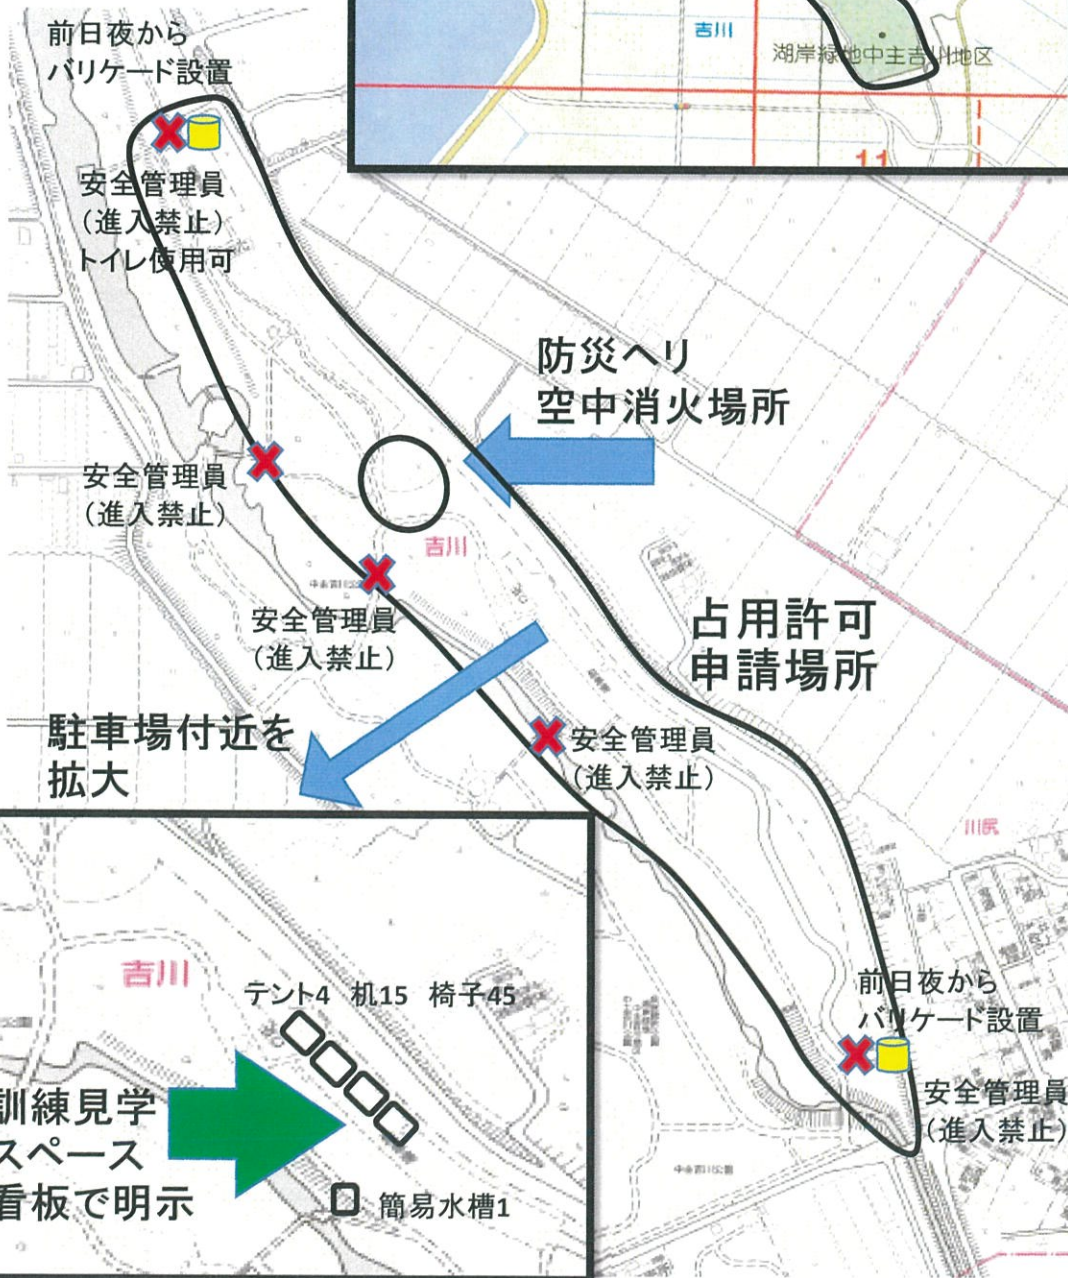 前日夜から
バリケード設置
吉川
湖岸緑地中主吉川地区
11
安全管理員
(進入禁止)
トイレ使用可
防災ヘリ
空中消火場所
安全管理員
(進入禁止)
吉川
安全管理員
(進入禁止)
占用許可
申請場所
駐車場付近を
拡大
安全管理員
(進入禁止)
川尻
吉川
テント4 机15 椅子45
前日夜から
バリケード設置
訓練見学
スペース
看板で明示
安全管理員
(進入禁止)
中主吉川公園
簡易水槽1